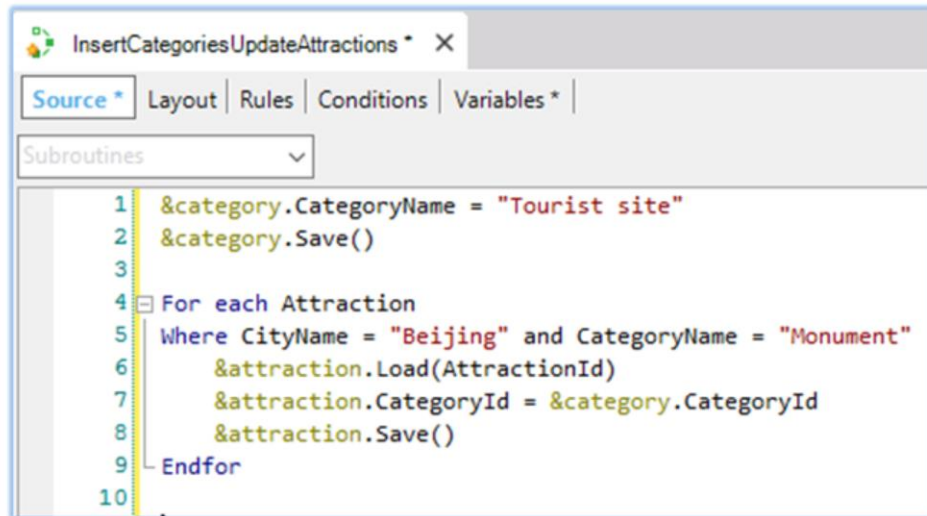 InsertCategoriesUpdateAttractions *
Source * Layout Rules Conditions Variables *
Subroutines
1 &category.CategoryName = "Tourist site"
2 &category.Save()
3
4 For each Attraction
5 Where CityName = "Beijing" and CategoryName = "Monument"
6 &attraction.Load(AttractionId)
7 &attraction.CategoryId = &category.CategoryId
8 &attraction.Save()
9 Endfor
10